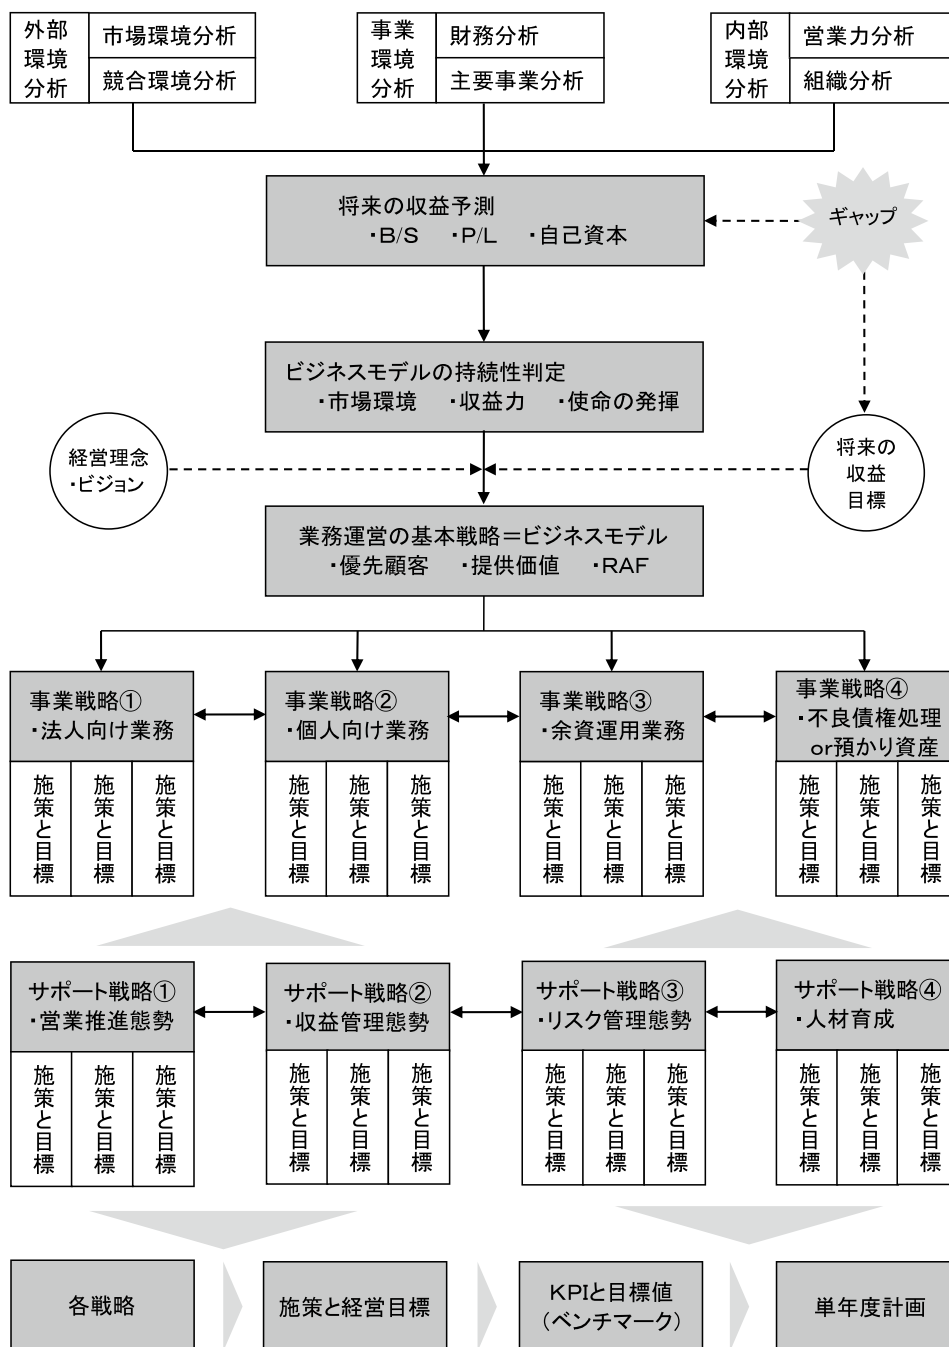 外部
環境
分析
市場環境分析
競合環境分析
事業
環境
分析
財務分析
主要事業分析
内部
環境
分析
営業力分析
組織分析
将来の収益予測
・B/S ・P/L ・自己資本
ギャップ
ビジネスモデルの持続性判定
・市場環境 ・収益力 ・使命の発揮
経営理念
・ビジョン
将来の
収益
目標
業務運営の基本戦略＝ビジネスモデル
・優先顧客 ・提供価値 ・RAF
事業戦略①
・法人向け業務
事業戦略②
・個人向け業務
事業戦略③
・余資運用業務
事業戦略④
・不良債権処理
or預かり資産
施策と目標
施策と目標
施策と目標
施策と目標
施策と目標
施策と目標
施策と目標
施策と目標
施策と目標
施策と目標
施策と目標
施策と目標
サポート戦略①
・営業推進態勢
サポート戦略②
・収益管理態勢
サポート戦略③
・リスク管理態勢
サポート戦略④
・人材育成
施策と目標
施策と目標
施策と目標
施策と目標
施策と目標
施策と目標
施策と目標
施策と目標
施策と目標
施策と目標
施策と目標
施策と目標
各戦略
施策と経営目標
KPIと目標値
（ベンチマーク）
単年度計画